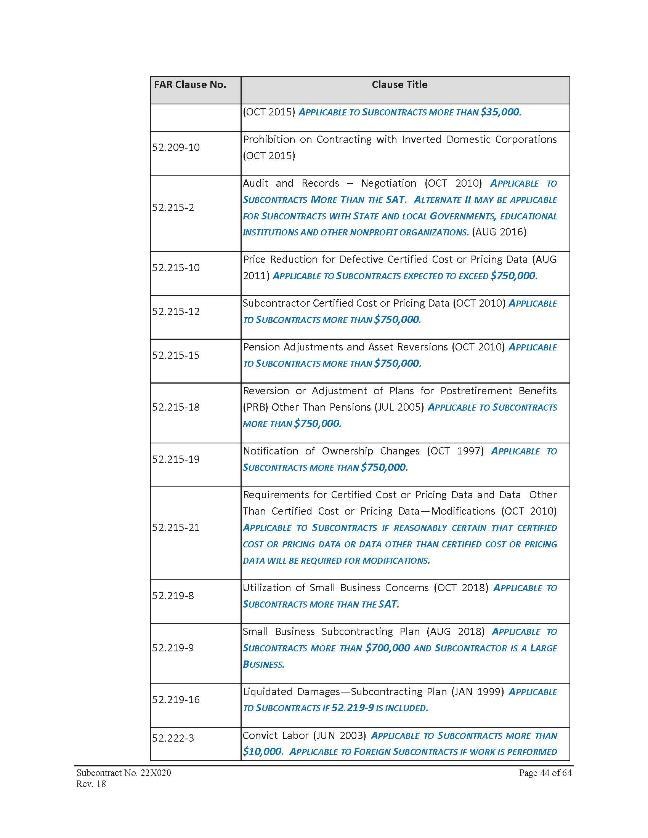 FAR Clause No. Clause Title
(OCT 2015) APPLICABLE TO SUBCONTRACTS MORE THAN $35,000.
52.209-10
Prohibition on Contracting with Inverted Domestic Corporations
(OCT 2015)
52.215-2
Audit and Records – Negotiation (OCT 2010) APPLICABLE TO
SUBCONTRACTS MORE THAN THE SAT. ALTERNATE II MAY BE APPLICABLE
FOR SUBCONTRACTS WITH STATE AND LOCAL GOVERNMENTS, EDUCATIONAL
INSTITUTIONS AND OTHER NONPROFIT ORGANIZATIONS. (AUG 2016)
52.215-10
Price Reduction for Defective Certified Cost or Pricing Data (AUG
2011) APPLICABLE TO SUBCONTRACTS EXPECTED TO EXCEED $750,000.
52.215-12
Subcontractor Certified Cost or Pricing Data (OCT 2010) APPLICABLE
TO SUBCONTRACTS MORE THAN $750,000.
52.215-15
Pension Adjustments and Asset Reversions (OCT 2010) APPLICABLE
TO SUBCONTRACTS MORE THAN $750,000.
52.215-18
Reversion or Adjustment of Plans for Postretirement Benefits
(PRB) Other Than Pensions (JUL 2005) APPLICABLE TO SUBCONTRACTS
MORE THAN $750,000.
52.215-19
Notification of Ownership Changes (OCT 1997) APPLICABLE TO
SUBCONTRACTS MORE THAN $750,000.
52.215-21
Requirements for Certified Cost or Pricing Data and Data Other
Than Certified Cost or Pricing Data—Modifications (OCT 2010)
APPLICABLE TO SUBCONTRACTS IF REASONABLY CERTAIN THAT CERTIFIED
COST OR PRICING DATA OR DATA OTHER THAN CERTIFIED COST OR PRICING
DATA WILL BE REQUIRED FOR MODIFICATIONS.
52.219-8
Utilization of Small Business Concerns (OCT 2018) APPLICABLE TO
SUBCONTRACTS MORE THAN THE SAT.
52.219-9
Small Business Subcontracting Plan (AUG 2018) APPLICABLE TO
SUBCONTRACTS MORE THAN $700,000 AND SUBCONTRACTOR IS A LARGE
BUSINESS.
52.219-16
Liquidated Damages—Subcontracting Plan (JAN 1999) APPLICABLE
TO SUBCONTRACTS IF 52.219-9 IS INCLUDED.
52.222-3
Convict Labor (JUN 2003) APPLICABLE TO SUBCONTRACTS MORE THAN
$10,000. APPLICABLE TO FOREIGN SUBCONTRACTS IF WORK IS PERFORMED
Subcontract No. 22X020 Page 44 of 64
Rev. 18